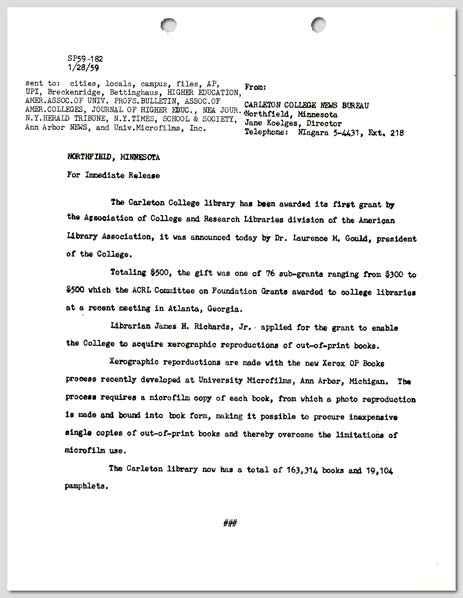 SP59-182
1/28/59
sent to: cities, locals, campus, files, AP,
UPI, Breckenridge, Bettinghaus, HIGHER EDUCATION,
AMER.ASSOC.OF UNIV. PROFS.BULLETIN, ASSOC.OF
AMER.COLLEGES, JOURNAL OF HIGHER EDUC., NEA JOUR.
N.Y.HERALD TRIBUNE, N.Y.TIMES, SCHOOL & SOCIETY,
Ann Arbor NEWS, and Univ.Microfilms, Inc.
From:
CARLETON COLLEGE NEWS BUREAU
Northfield, Minnesota
Jane Koelges, Director
Telephone: NIagara 5-4431, Ext. 218
NORTHFIELD, MINNESOTA
For Immediate Release
The Carleton College library has been awarded its first grant by
the Association of College and Research Libraries division of the American
Library Association, it was announced today by Dr. Laurence M. Gould, president
of the College.
Totaling $500, the gift was one of 76 sub-grants ranging from $300 to
$500 which the ACRL Committee on Foundation Grants awarded to college libraries
at a recent meeting in Atlanta, Georgia.
Librarian James H. Richards, Jr. applied for the grant to enable
the College to acquire xerographic reproductions of out-of-print books.
Xerographic reporductions are made with the new Xerox OP Books
process recently developed at University Microfilms, Ann Arbor, Michigan. The
process requires a microfilm copy of each book, from which a photo reproduction
is made and bound into book form, making it possible to procure inexpensive
single copies of out-of-print books and thereby overcome the limitations of
microfilm use.
The Carleton library now has a total of 163,314 books and 19,104
pamphlets.
###